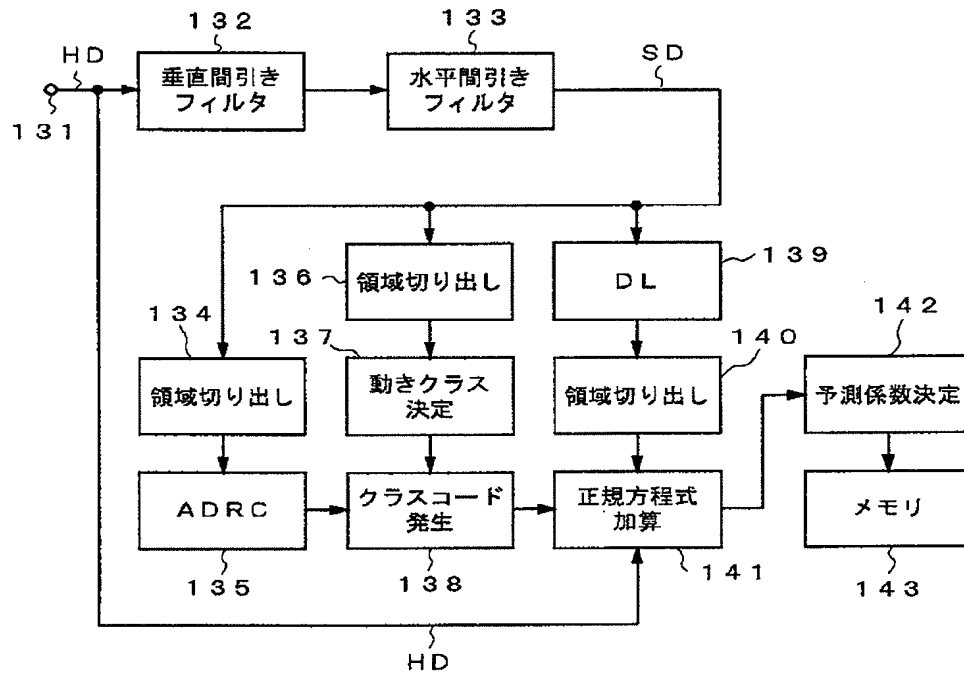 １３２
１３３
HD
垂直間引き
フィルタ
水平間引き
フィルタ
SD
１３１
１３６
領域切り出し
DL
１３９
１３４
１３７
１４０
１４２
領域切り出し
動きクラス
決定
領域切り出し
予測係数決定
ADRC
クラスコード
発生
正規方程式
加算
メモリ
１３５
１３８
１４１
１４３
HD